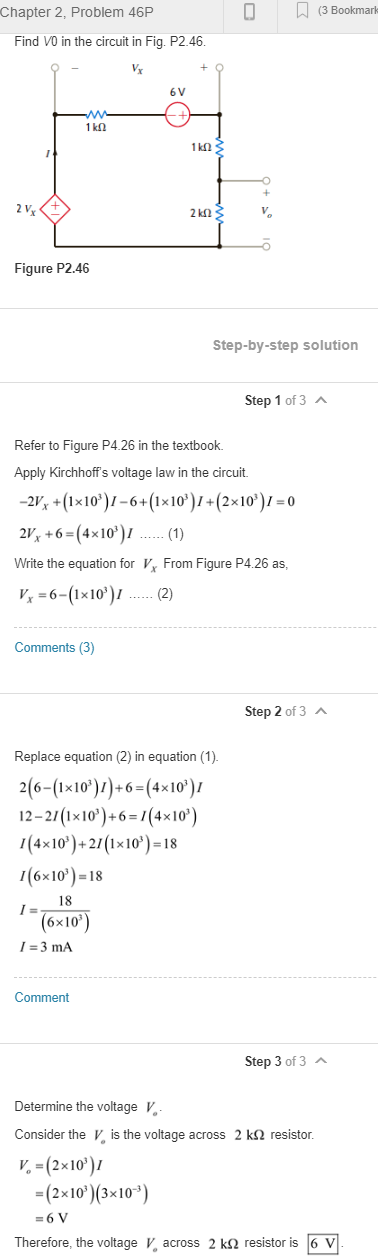 Chapter 2, Problem 46P
(3 Bookmark
Find V0 in the circuit in Fig. P2.46.
− Vₓ +
6 V
− +
1 kΩ
1 kΩ
I
2 Vₓ
+
−
2 kΩ
+
Vₒ
−
Figure P2.46
Step-by-step solution
Step 1 of 3
Refer to Figure P4.26 in the textbook.
Apply Kirchhoff's voltage law in the circuit.
−2Vₓ +(1×10³)I−6+(1×10³)I+(2×10³)I = 0
2Vₓ +6=(4×10³)I ...... (1)
Write the equation for Vₓ From Figure P4.26 as,
Vₓ =6−(1×10³)I ...... (2)
Comments (3)
Step 2 of 3
Replace equation (2) in equation (1).
2(6−(1×10³)I)+6=(4×10³)I
12−2I(1×10³)+6=I(4×10³)
I(4×10³)+2I(1×10³)=18
I(6×10³)=18
I = 18/(6×10³)
I =3 mA
Comment
Step 3 of 3
Determine the voltage Vₒ.
Consider the Vₒ is the voltage across 2 kΩ resistor.
Vₒ =(2×10³)I
=(2×10³)(3×10⁻³)
=6 V
Therefore, the voltage Vₒ across 2 kΩ resistor is 6 V.